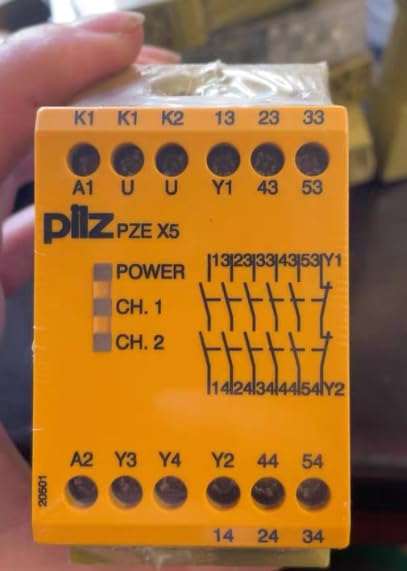 K1 K1 K2 13 23 33
A1 U U Y1 43 53
pilz PZE X5
13 23 33 43 53 Y1
POWER
CH. 1
CH. 2
14 24 34 44 54 Y2
A2 Y3 Y4 Y2 44 54
20501
14 24 34